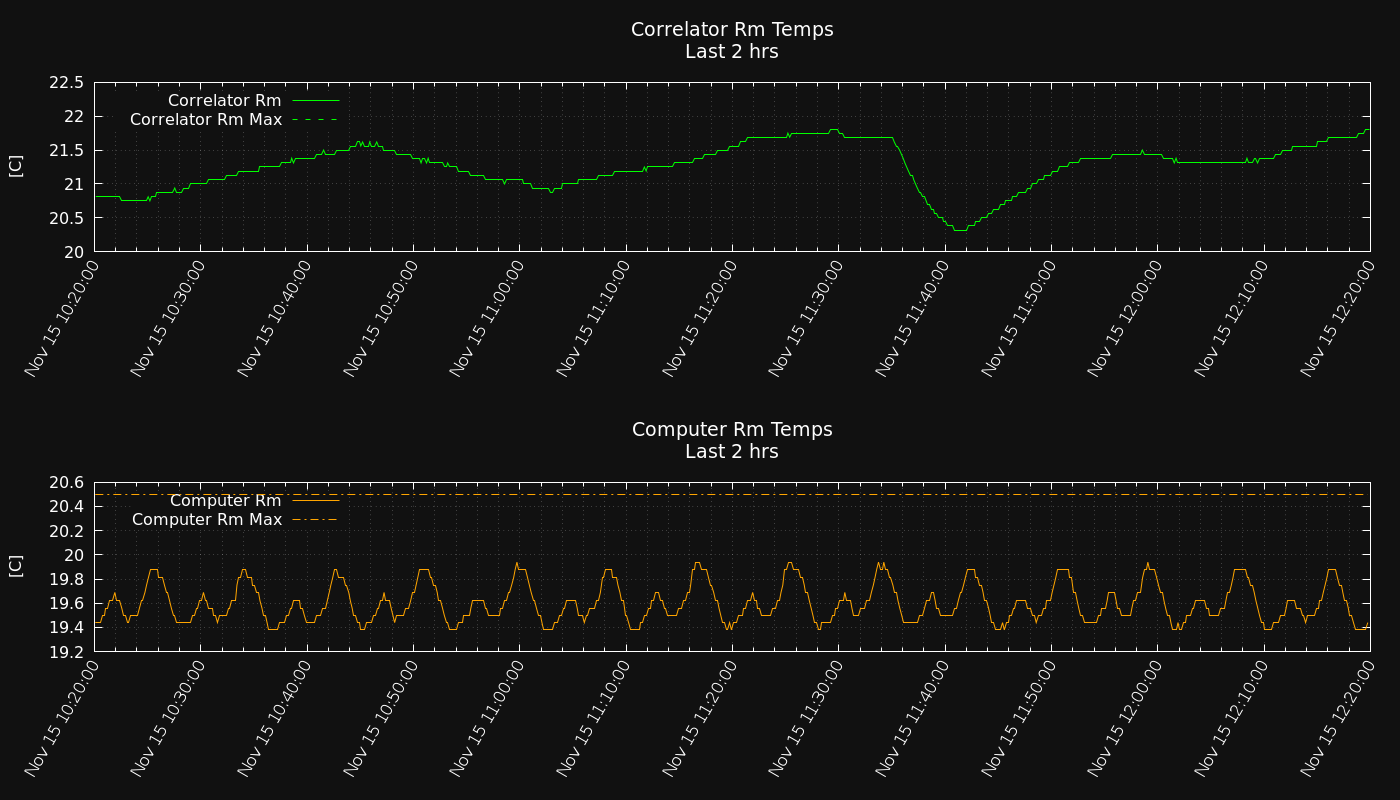 Correlator Rm Temps
Last 2 hrs
22.5
22
21.5
21
20.5
20
[C]
Correlator Rm
Correlator Rm Max
Nov 15 10:20:00
Nov 15 10:30:00
Nov 15 10:40:00
Nov 15 10:50:00
Nov 15 11:00:00
Nov 15 11:10:00
Nov 15 11:20:00
Nov 15 11:30:00
Nov 15 11:40:00
Nov 15 11:50:00
Nov 15 12:00:00
Nov 15 12:10:00
Nov 15 12:20:00
Computer Rm Temps
Last 2 hrs
20.6
20.4
20.2
20
19.8
19.6
19.4
19.2
[C]
Computer Rm
Computer Rm Max
Nov 15 10:20:00
Nov 15 10:30:00
Nov 15 10:40:00
Nov 15 10:50:00
Nov 15 11:00:00
Nov 15 11:10:00
Nov 15 11:20:00
Nov 15 11:30:00
Nov 15 11:40:00
Nov 15 11:50:00
Nov 15 12:00:00
Nov 15 12:10:00
Nov 15 12:20:00